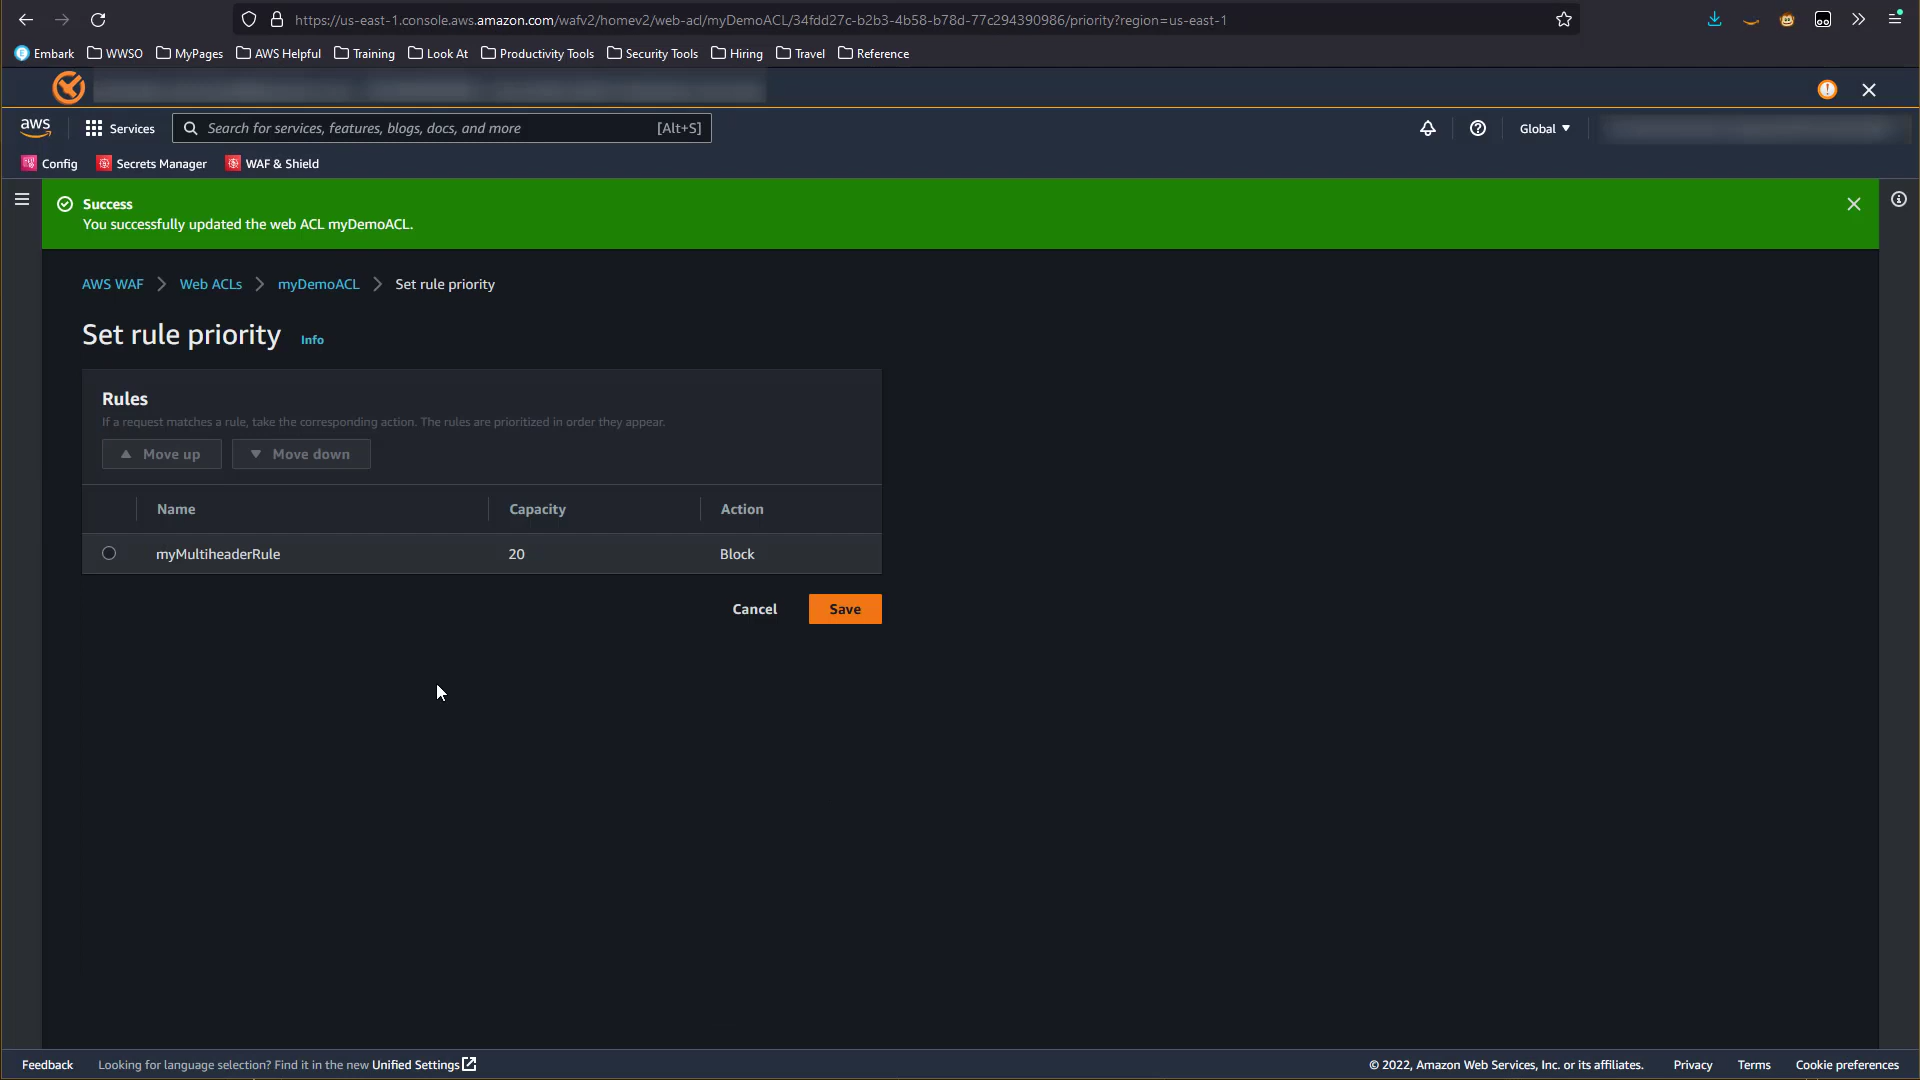 https://us-east-1.console.aws.amazon.com/wafv2/homev2/web-acl/myDemoACL/34fdd27c-b2b3-4b58-b78d-77c294390986/priority?region=us-east-1
Embark WWSO MyPages AWS Helpful Training Look At Productivity Tools Security Tools Hiring Travel Reference
aws Services Search for services, features, blogs, docs, and more [Alt+S] Global
Config Secrets Manager WAF & Shield
Success
You successfully updated the web ACL myDemoACL.
AWS WAF Web ACLs myDemoACL Set rule priority
Set rule priority Info
Rules
If a request matches a rule, take the corresponding action. The rules are prioritized in order they appear.
Move up Move down
Name Capacity Action
myMultiheaderRule 20 Block
Cancel Save
Feedback Looking for language selection? Find it in the new Unified Settings © 2022, Amazon Web Services, Inc. or its affiliates. Privacy Terms Cookie preferences